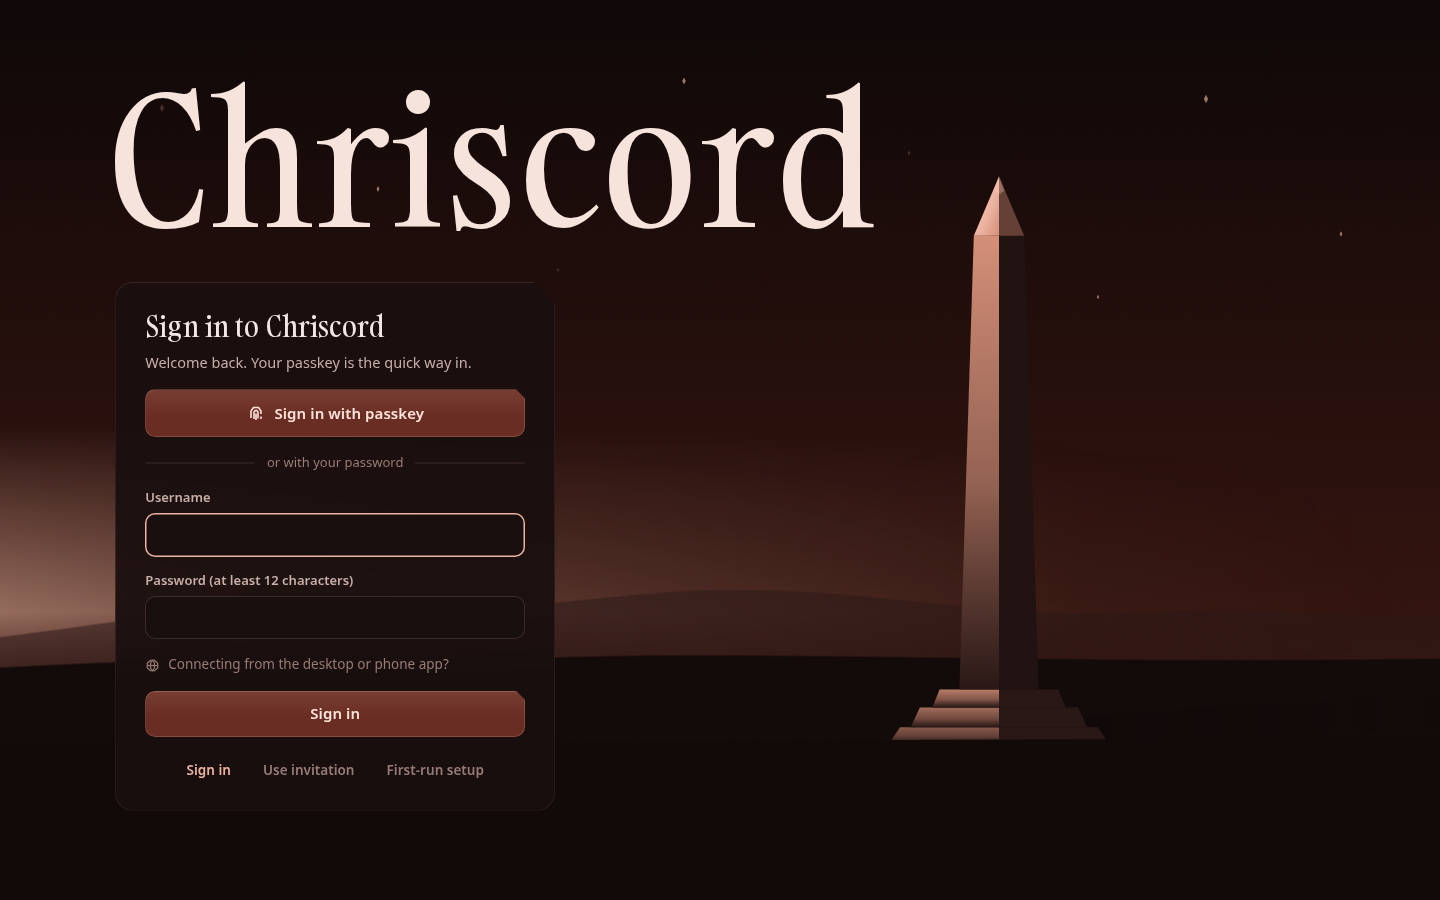 Chriscord
Sign in to Chriscord
Welcome back. Your passkey is the quick way in.
Sign in with passkey
or with your password
Username
Password (at least 12 characters)
Connecting from the desktop or phone app?
Sign in
Sign in Use invitation First-run setup